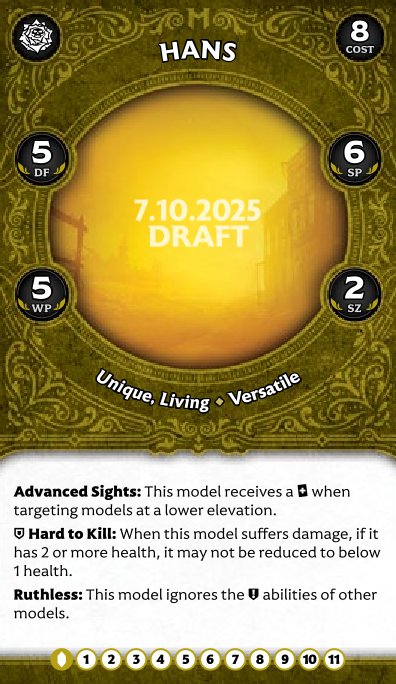 HANS
8
COST
5
DF
6
SP
7.10.2025
DRAFT
5
WP
2
SZ
Unique, Living ⬥ Versatile
Advanced Sights: This model receives a when
targeting models at a lower elevation.
Hard to Kill: When this model suffers damage, if it
has 2 or more health, it may not be reduced to below
1 health.
Ruthless: This model ignores the abilities of other
models.
1 2 3 4 5 6 7 8 9 10 11